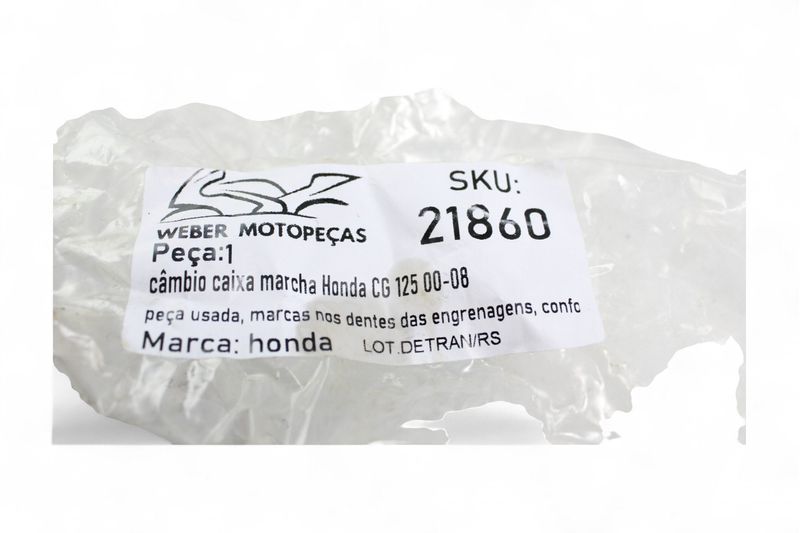 WEBER MOTOPEÇAS
SKU:
21860
Peça:1
câmbio caixa marcha Honda CG 125 00-08
peça usada, marcas nos dentes das engrenagens, confo
Marca: honda LOT.DETRAN/RS